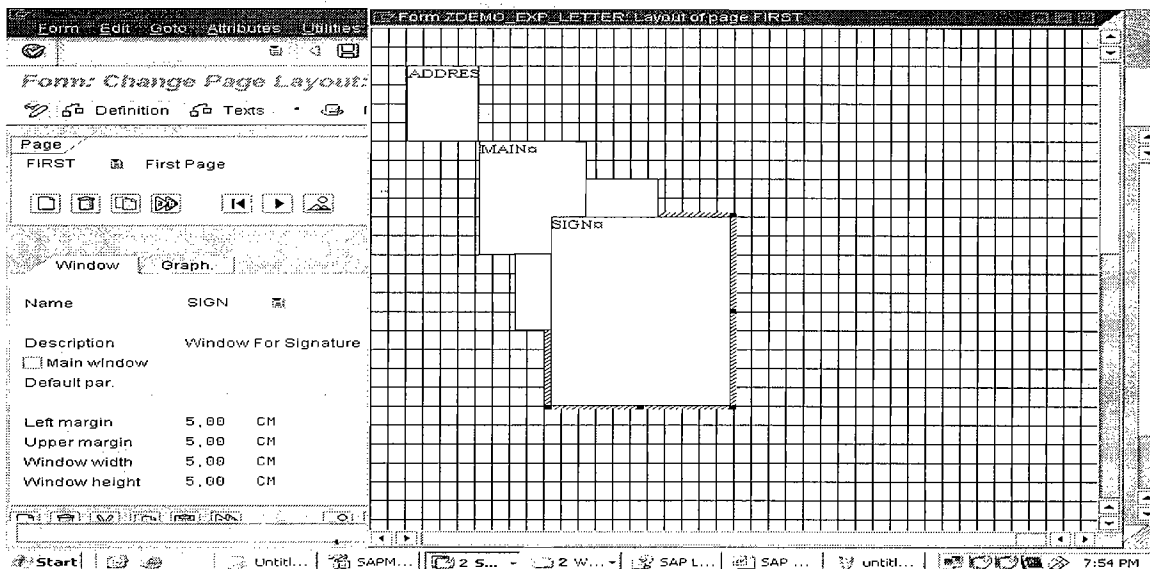 Form Edit Goto Attributes Utilities
Form: Change Page Layout:
Definition Texts
Page
FIRST First Page
Window Graph.
Name SIGN
Description Window For Signature
Main window
Default par.
Left margin 5,00 CM
Upper margin 5,00 CM
Window width 5,00 CM
Window height 5,00 CM
Form ZDEMO_EXP_LETTER: Layout of page FIRST
ADDRES
MAIN¤
SIGN¤
Start Untitl... SAPM... 2 S... 2 W... SAP L... SAP ... untitl... 7:54 PM